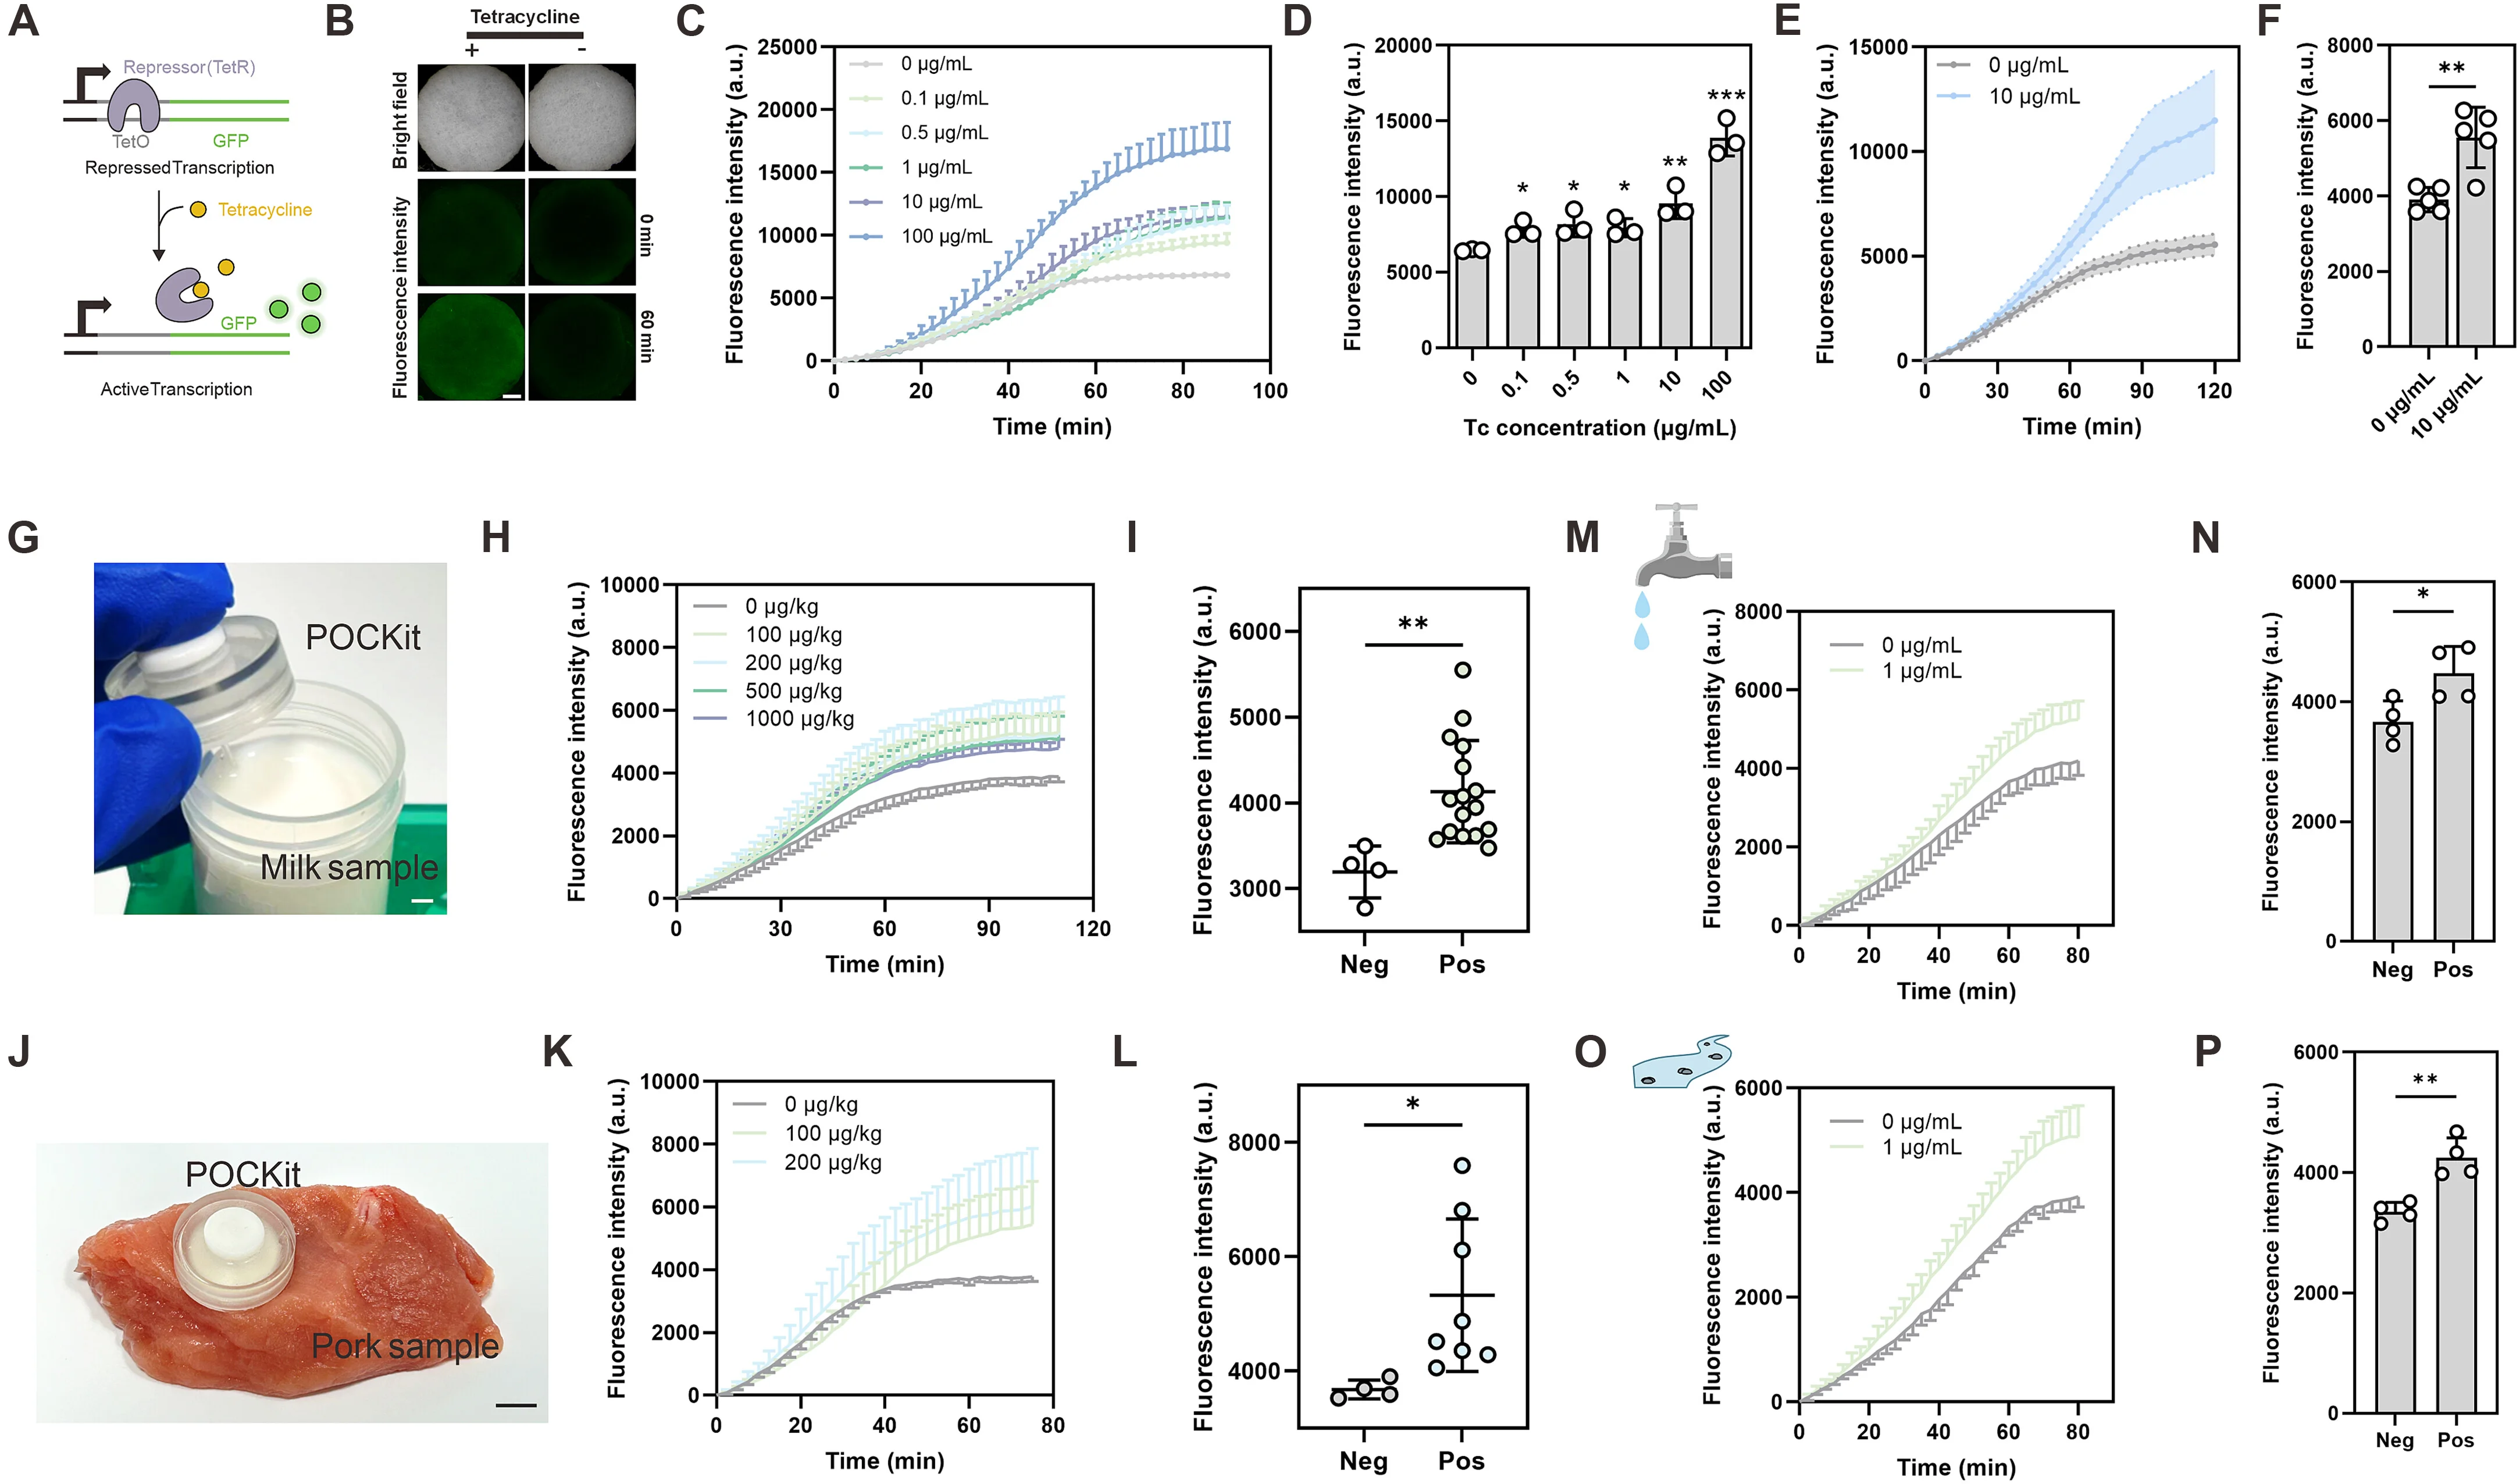 A
Repressor(TetR)
TetO
GFP
Repressed Transcription
Tetracycline
GFP
Active Transcription
B
Tetracycline
+
-
Bright field
Fluorescence intensity
0 min
60 min
C
Fluorescence intensity (a.u.)
25000
20000
15000
10000
5000
0
0 µg/mL
0.1 µg/mL
0.5 µg/mL
1 µg/mL
10 µg/mL
100 µg/mL
0 20 40 60 80 100
Time (min)
D
Fluorescence intensity (a.u.)
20000
15000
10000
5000
0
* * * ** ***
0 0.1 0.5 1 10 100
Tc concentration (µg/mL)
E
Fluorescence intensity (a.u.)
15000
10000
5000
0
0 µg/mL
10 µg/mL
0 30 60 90 120
Time (min)
F
Fluorescence intensity (a.u.)
8000
6000
4000
2000
0
**
0 µg/mL
10 µg/mL
G
POCKit
Milk sample
H
Fluorescence intensity (a.u.)
10000
8000
6000
4000
2000
0
0 µg/kg
100 µg/kg
200 µg/kg
500 µg/kg
1000 µg/kg
0 30 60 90 120
Time (min)
I
Fluorescence intensity (a.u.)
6000
5000
4000
3000
**
Neg Pos
M
Fluorescence intensity (a.u.)
8000
6000
4000
2000
0
0 µg/mL
1 µg/mL
0 20 40 60 80
Time (min)
N
Fluorescence intensity (a.u.)
6000
4000
2000
0
*
Neg Pos
J
POCKit
Pork sample
K
Fluorescence intensity (a.u.)
10000
8000
6000
4000
2000
0
0 µg/kg
100 µg/kg
200 µg/kg
0 20 40 60 80
Time (min)
L
Fluorescence intensity (a.u.)
8000
6000
4000
*
Neg Pos
O
Fluorescence intensity (a.u.)
6000
4000
2000
0
0 µg/mL
1 µg/mL
0 20 40 60 80
Time (min)
P
Fluorescence intensity (a.u.)
6000
4000
2000
0
**
Neg Pos